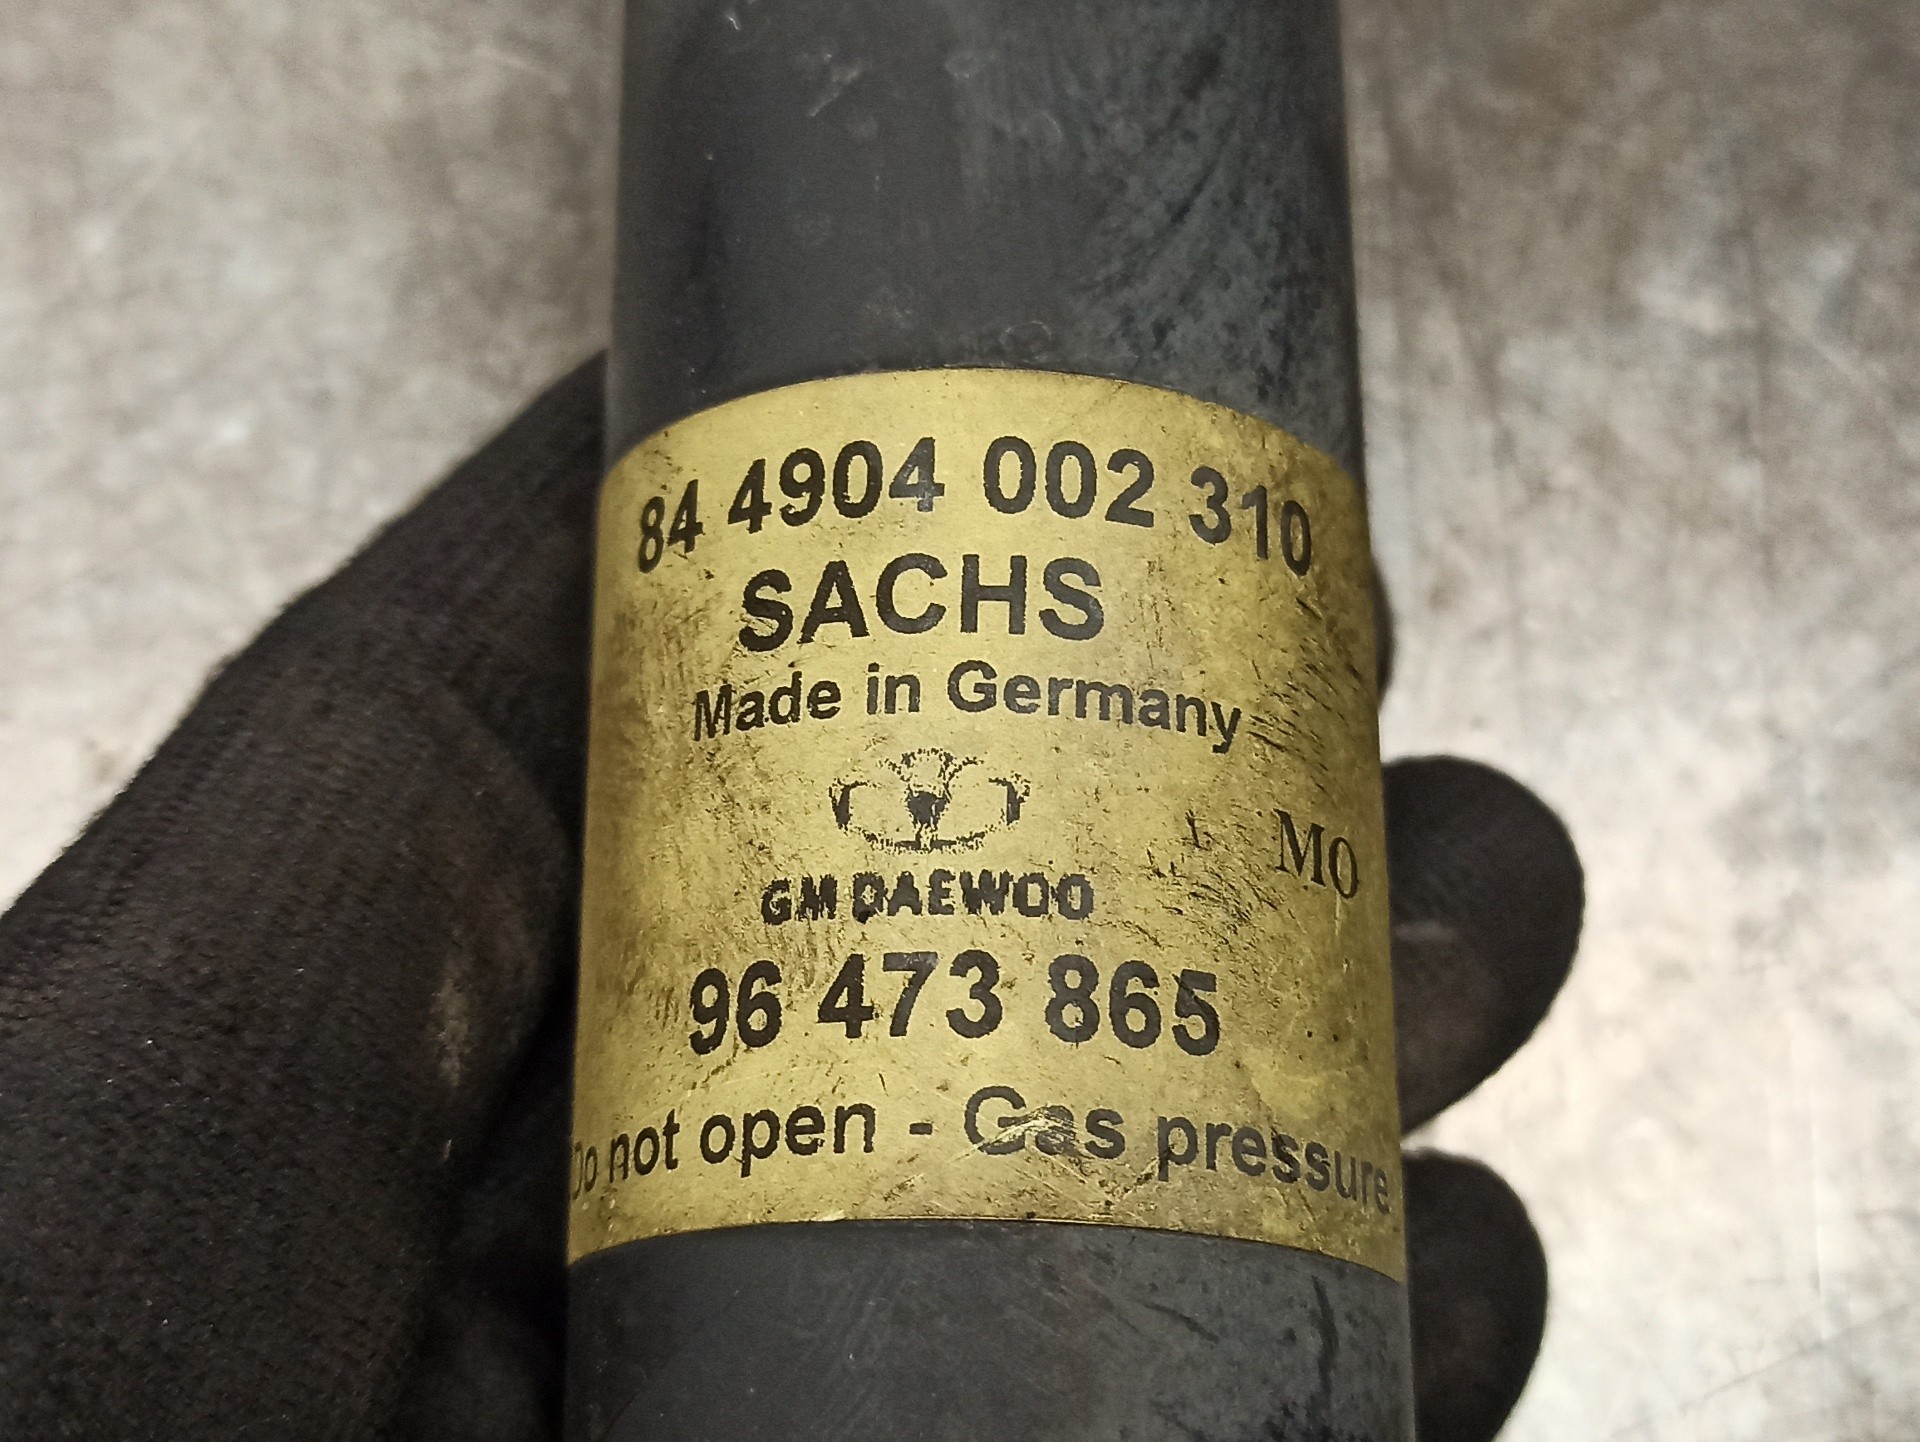 84 4904 002 310
SACHS
Made in Germany
MO
GM DAEWOO
96 473 865
Do not open - Gas pressure